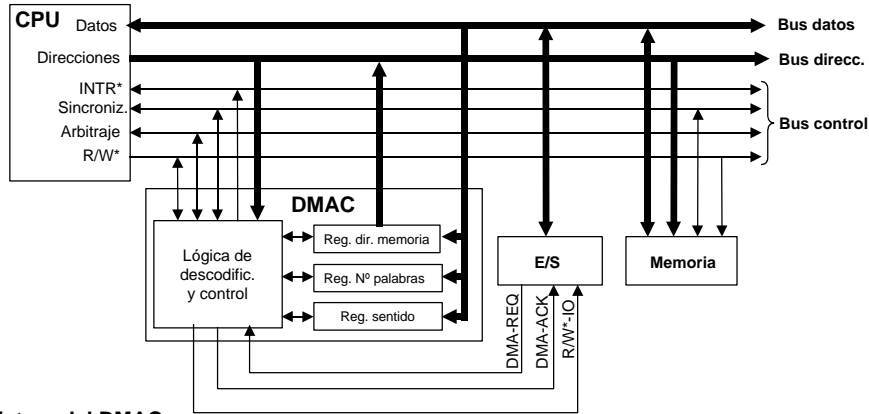 CPU
Datos
Bus datos
Direcciones
Bus direcc.
INTR*
Sincroniz.
Arbitraje
Bus control
R/W*
DMAC
Lógica de
descodific.
y control
Reg. dir. memoria
Reg. Nº palabras
Reg. sentido
E/S
Memoria
DMA-REQ
DMA-ACK
R/W*-IO